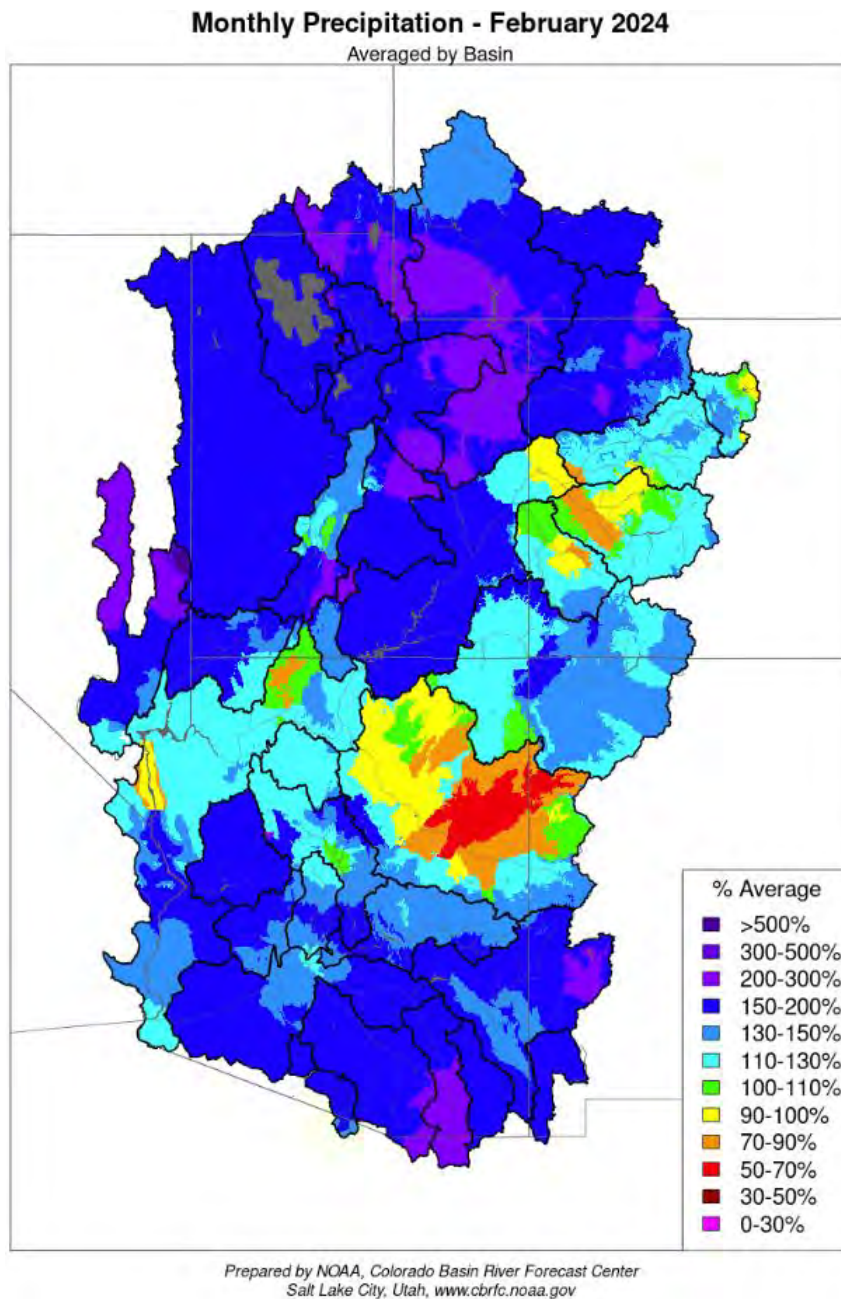 Monthly Precipitation - February 2024
Averaged by Basin
% Average
>500%
300-500%
200-300%
150-200%
130-150%
110-130%
100-110%
90-100%
70-90%
50-70%
30-50%
0-30%
Prepared by NOAA, Colorado Basin River Forecast Center
Salt Lake City, Utah, www.cbrfc.noaa.gov